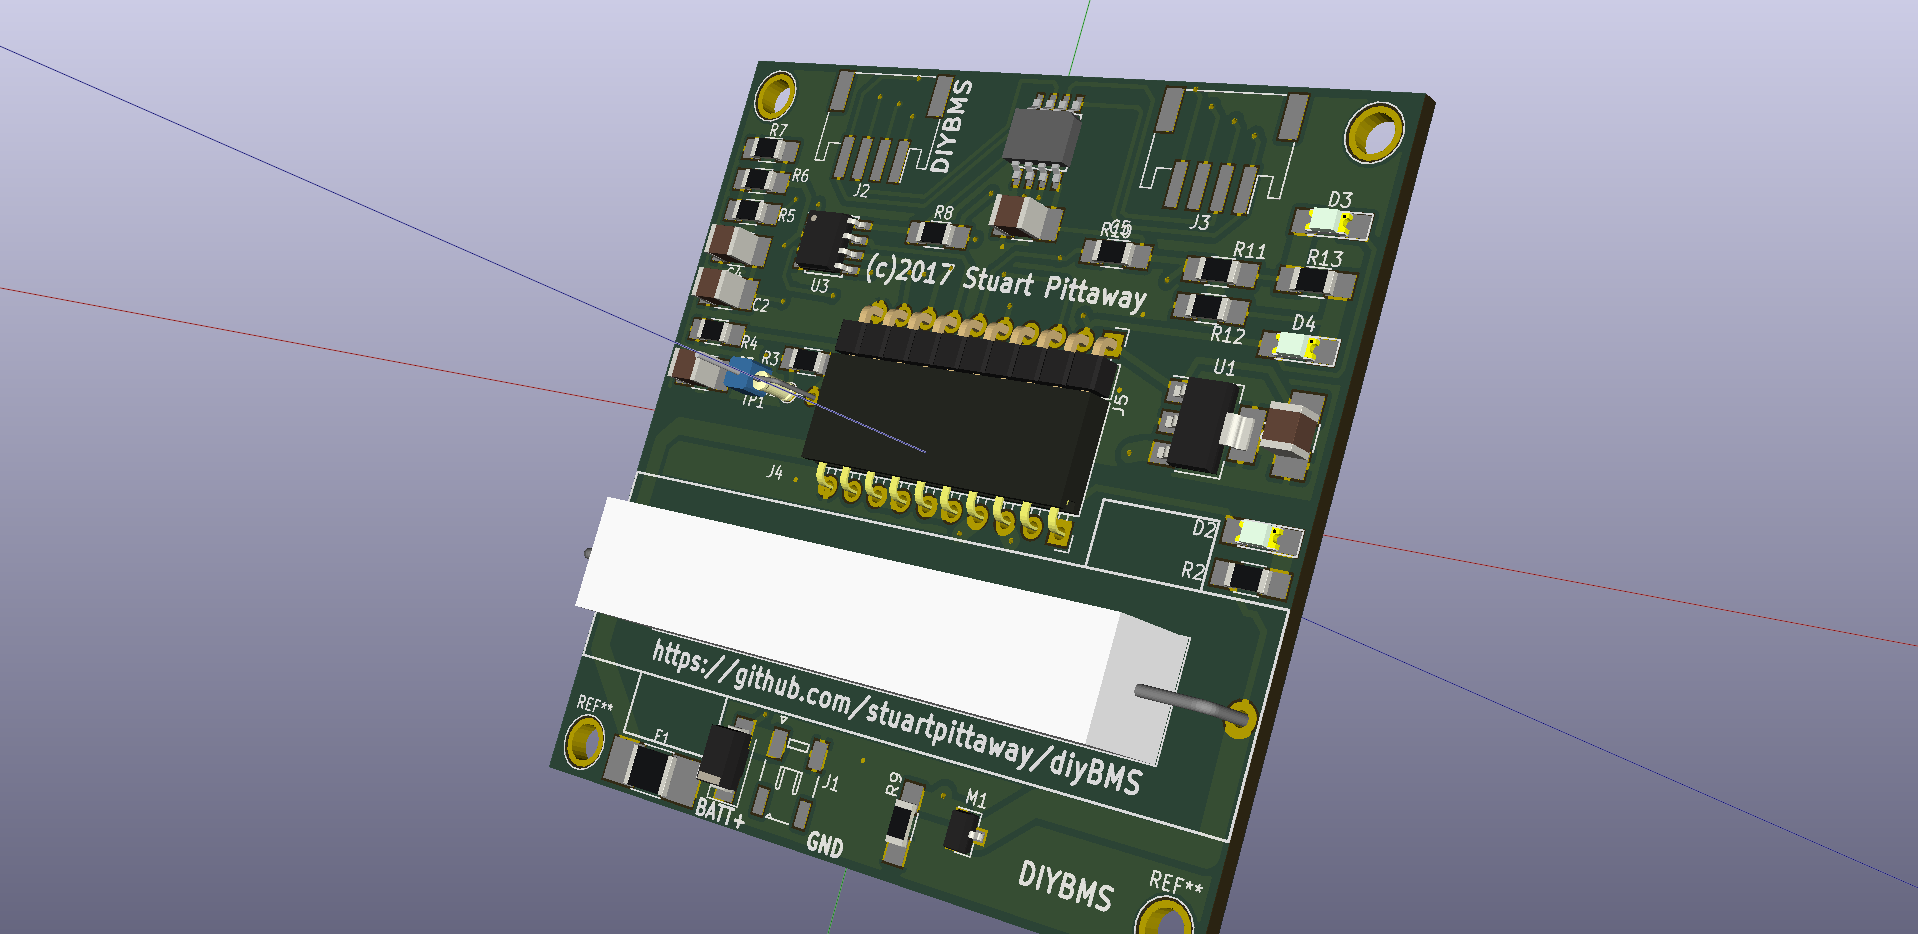 R7
DIYBMS
R6
J2
D3
R5
R8
J3
R11
R13
C4
U3
(c)2017 Stuart Pittaway
C2
R12
D4
R4
R3
U1
TP1
J5
J4
D2
R2
https://github.com/stuartpittaway/diyBMS
REF**
F1
J1
R9
M1
BATT+
GND
DIYBMS
REF**